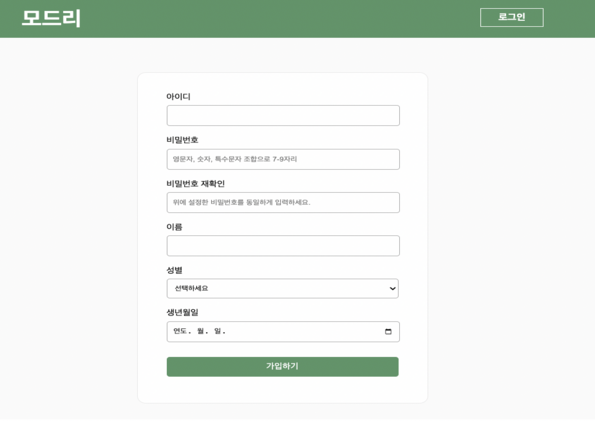 모드리
로그인
아이디
비밀번호
영문자, 숫자, 특수문자 조합으로 7-9자리
비밀번호 재확인
위에 설정한 비밀번호를 동일하게 입력하세요.
이름
성별
선택하세요
생년월일
연도. 월. 일.
가입하기